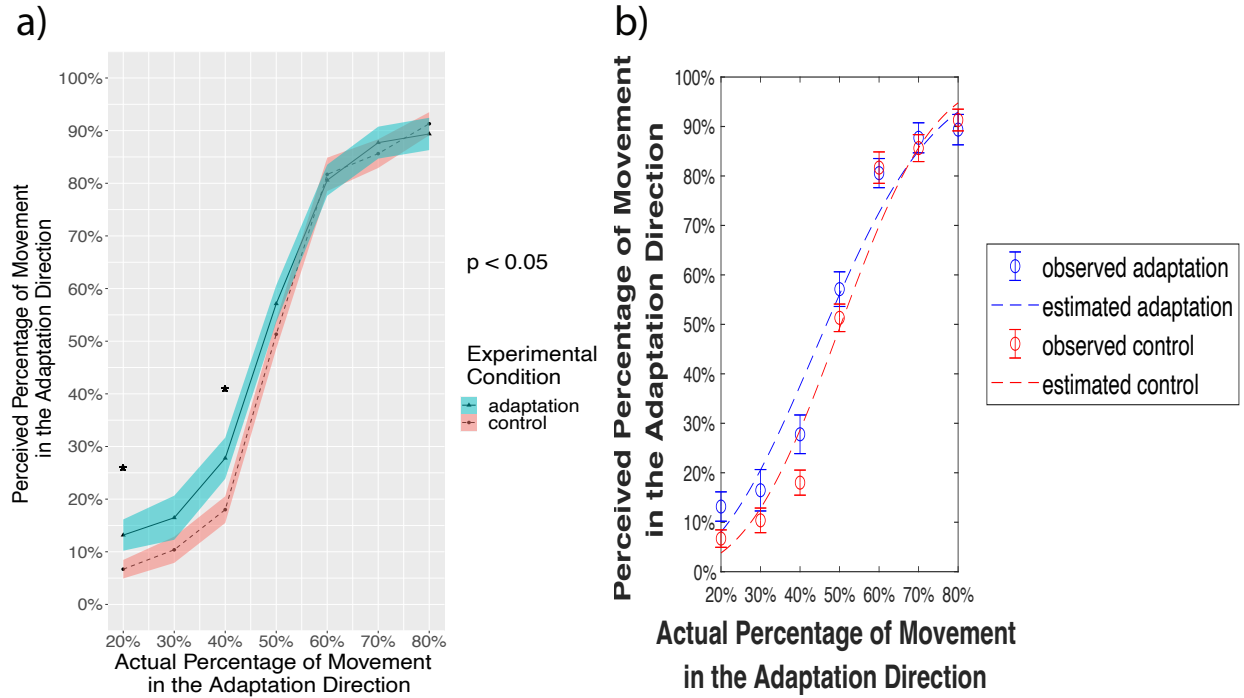 a)
Perceived Percentage of Movement
in the Adaptation Direction
100%
90%
80%
70%
60%
50%
40%
30%
20%
10%
0%
*
*
20%
30%
40%
50%
60%
70%
80%
Actual Percentage of Movement
in the Adaptation Direction
p < 0.05
Experimental
Condition
adaptation
control
b)
Perceived Percentage of Movement
in the Adaptation Direction
100%
90%
80%
70%
60%
50%
40%
30%
20%
10%
0%
20%
30%
40%
50%
60%
70%
80%
Actual Percentage of Movement
in the Adaptation Direction
observed adaptation
estimated adaptation
observed control
estimated control